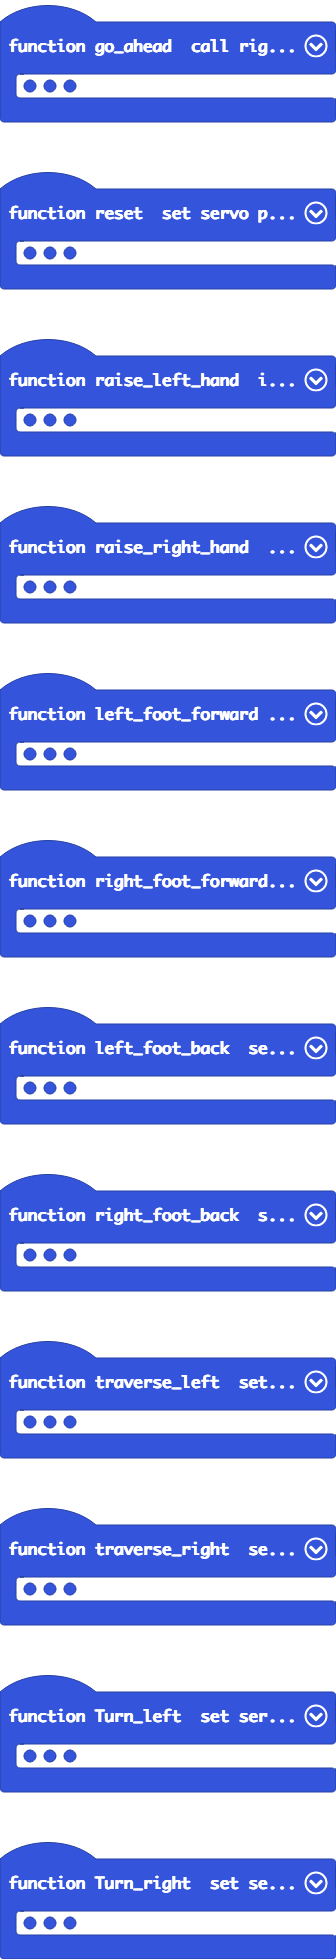 function go_ahead call rig...
function reset set servo p...
function raise_left_hand i...
function raise_right_hand ...
function left_foot_forward ...
function right_foot_forward...
function left_foot_back se...
function right_foot_back s...
function traverse_left set...
function traverse_right se...
function Turn_left set ser...
function Turn_right set se...